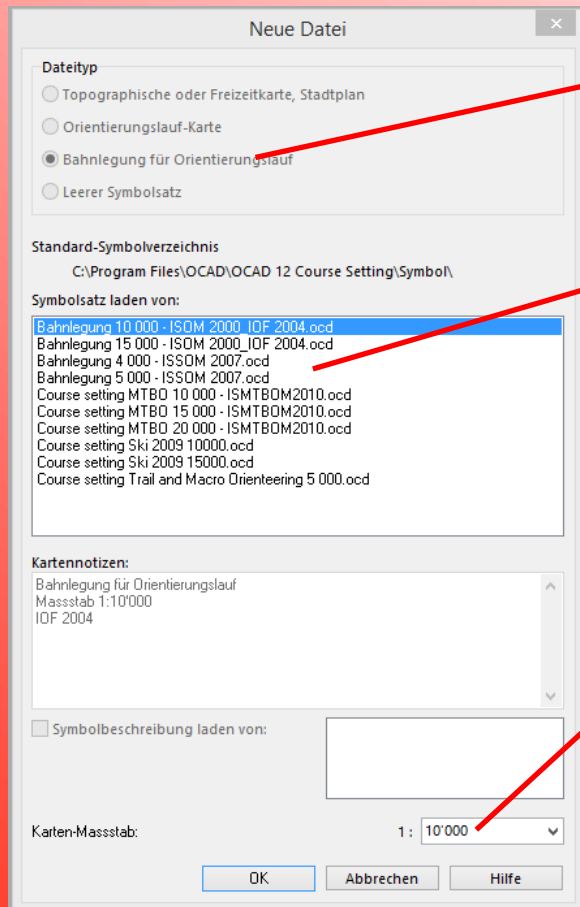 Neue Datei
Dateityp
Topographische oder Freizeitkarte, Stadtplan
Orientierungslauf-Karte
Bahnlegung für Orientierungslauf
Leerer Symbolsatz
Standard-Symbolverzeichnis
C:\Program Files\OCAD\OCAD 12 Course Setting\Symbol\
Symbolsatz laden von:
Bahnlegung 10 000 - ISOM 2000_IOF 2004.ocd
Bahnlegung 15 000 - ISOM 2000_IOF 2004.ocd
Bahnlegung 4 000 - ISSOM 2007.ocd
Bahnlegung 5 000 - ISSOM 2007.ocd
Course setting MTBO 10 000 - ISMTBOM2010.ocd
Course setting MTBO 15 000 - ISMTBOM2010.ocd
Course setting MTBO 20 000 - ISMTBOM2010.ocd
Course setting Ski 2009 10000.ocd
Course setting Ski 2009 15000.ocd
Course setting Trail and Macro Orienteering 5 000.ocd
Kartennotizen:
Bahnlegung für Orientierungslauf
Massstab 1:10'000
IOF 2004
Symbolbeschreibung laden von:
Karten-Massstab: 1 : 10'000
OK Abbrechen Hilfe